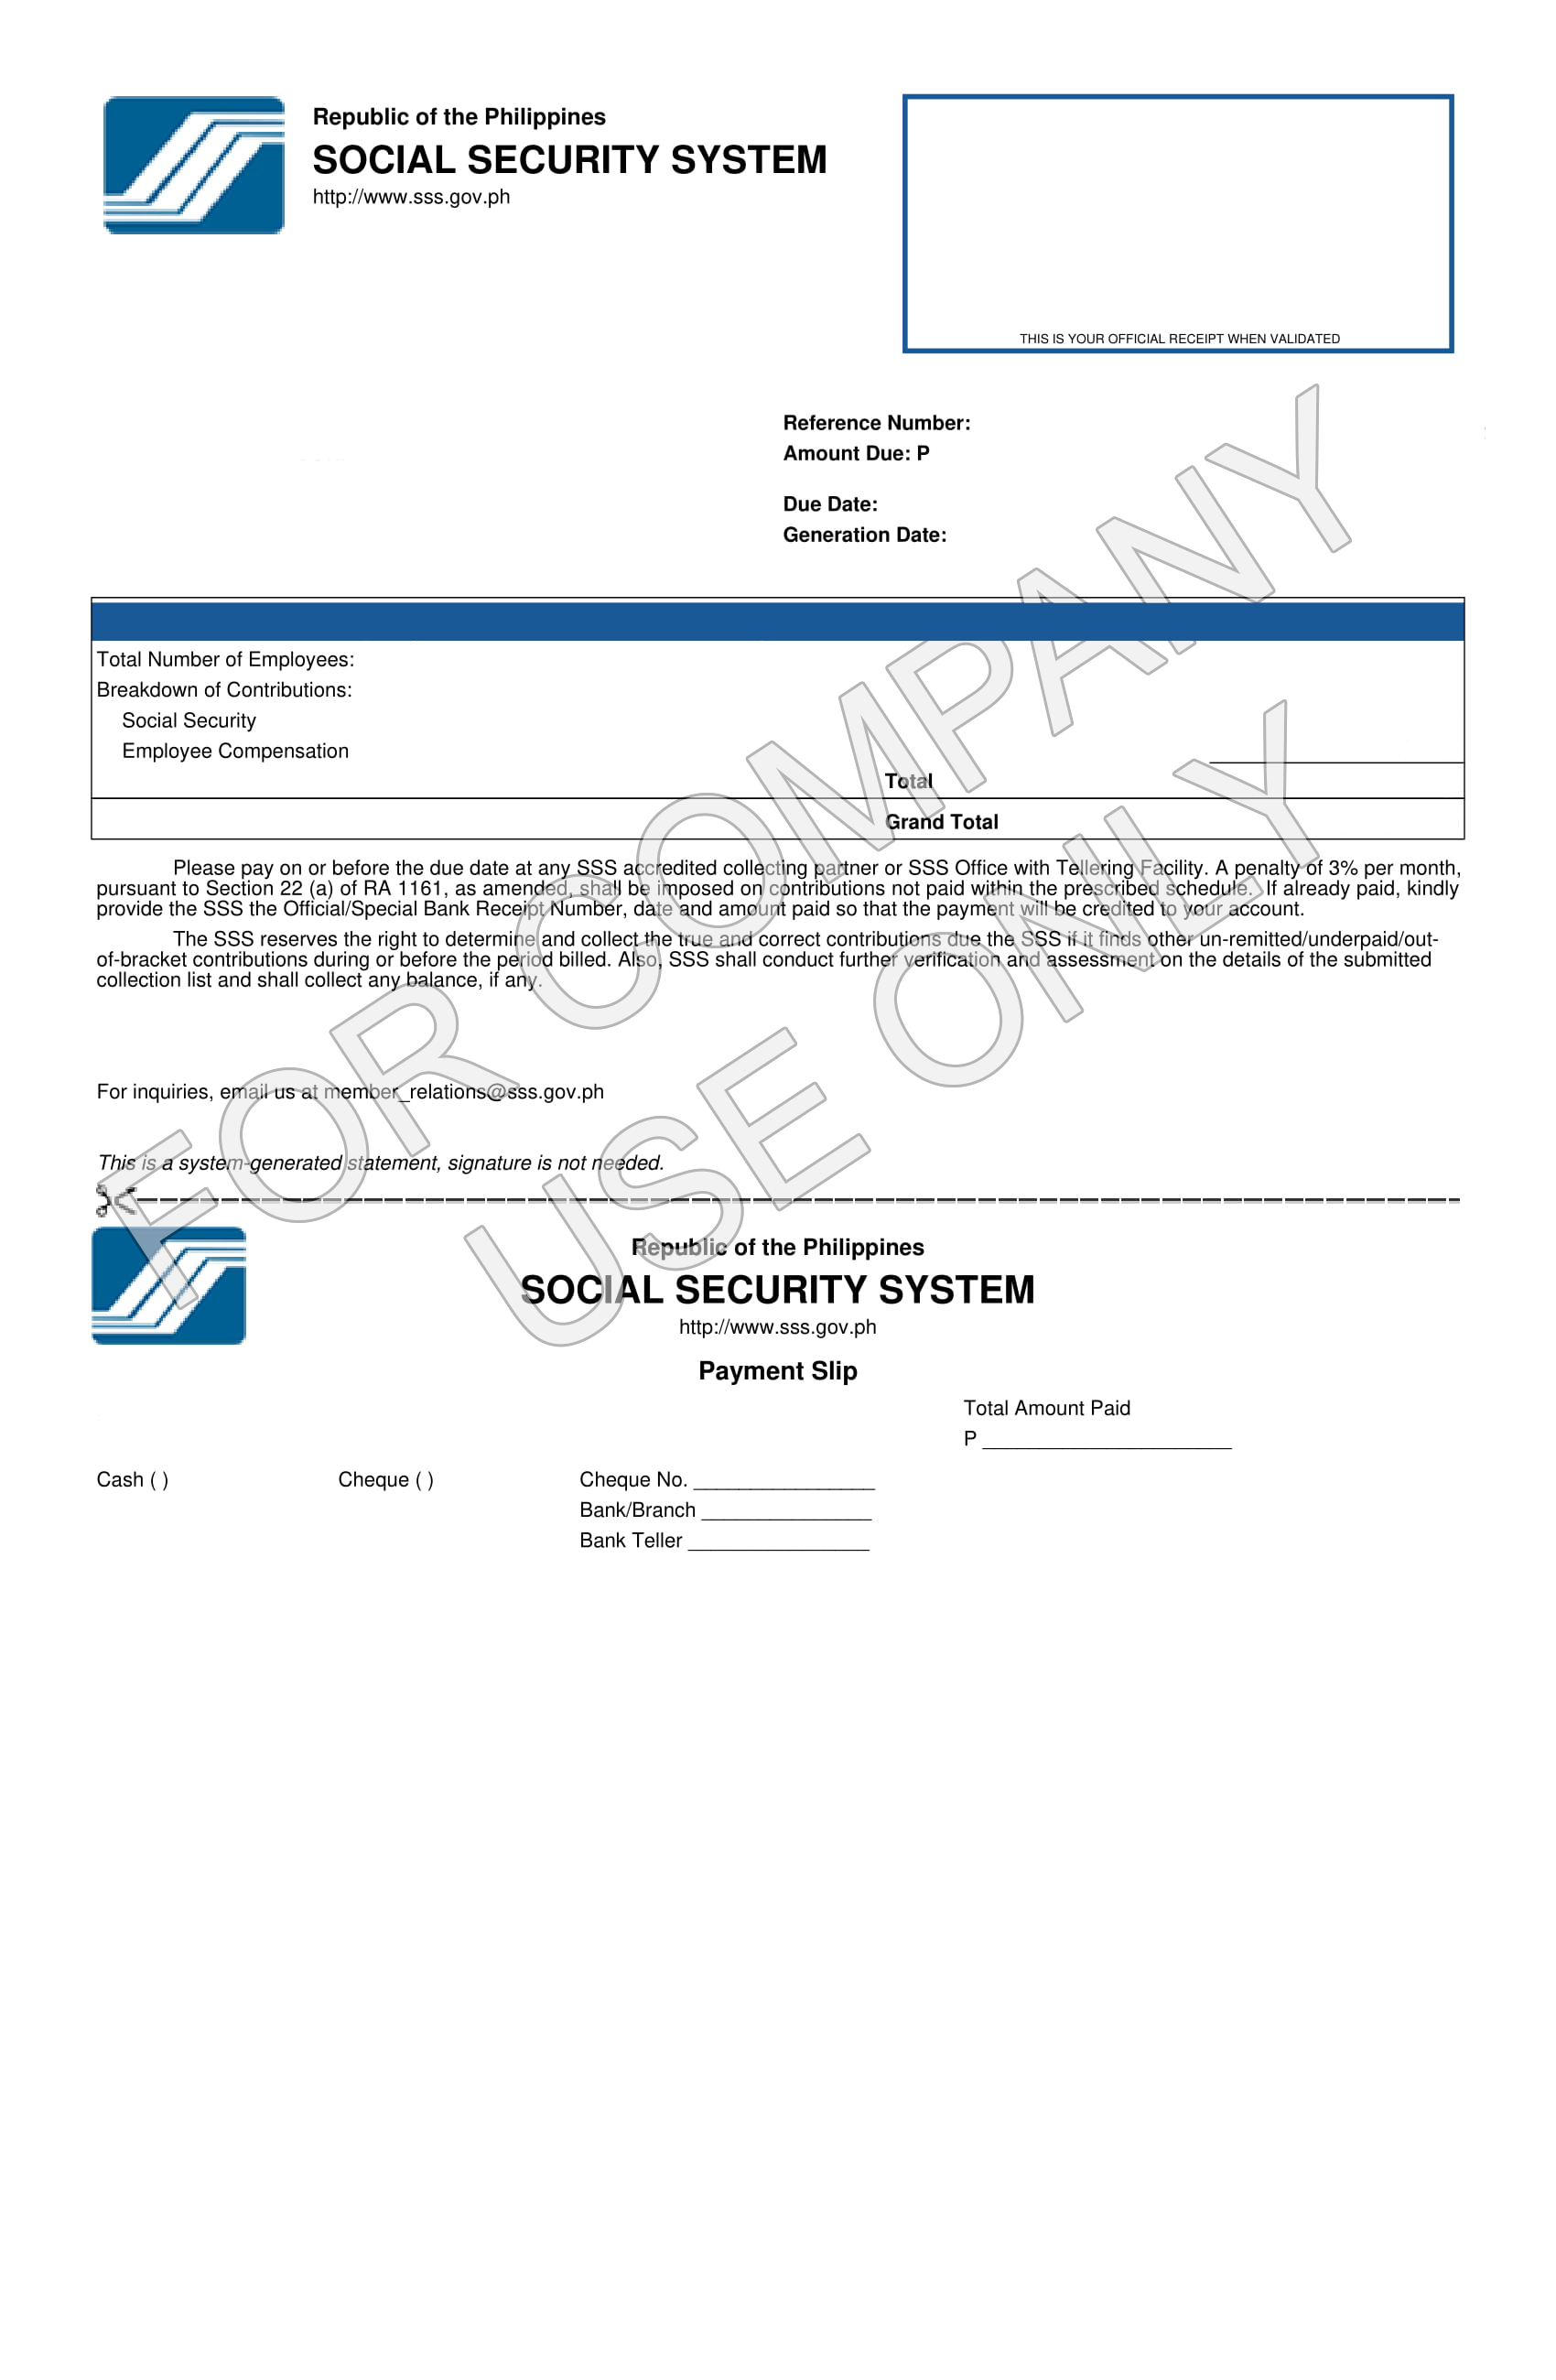 Republic of the Philippines
SOCIAL SECURITY SYSTEM
http://www.sss.gov.ph
THIS IS YOUR OFFICIAL RECEIPT WHEN VALIDATED
Reference Number:
Amount Due: P
Due Date:
Generation Date:
Total Number of Employees:
Breakdown of Contributions:
Social Security
Employee Compensation
Total
Grand Total
Please pay on or before the due date at any SSS accredited collecting partner or SSS Office with Tellering Facility. A penalty of 3% per month,
pursuant to Section 22 (a) of RA 1161, as amended, shall be imposed on contributions not paid within the prescribed schedule. If already paid, kindly
provide the SSS the Official/Special Bank Receipt Number, date and amount paid so that the payment will be credited to your account.
The SSS reserves the right to determine and collect the true and correct contributions due the SSS if it finds other un-remitted/underpaid/out-
of-bracket contributions during or before the period billed. Also, SSS shall conduct further verification and assessment on the details of the submitted
collection list and shall collect any balance, if any.
For inquiries, email us at member_relations@sss.gov.ph
This is a system-generated statement, signature is not needed.
Republic of the Philippines
SOCIAL SECURITY SYSTEM
http://www.sss.gov.ph
Payment Slip
Total Amount Paid
P ______________________
Cash ( ) Cheque ( ) Cheque No. ________________
Bank/Branch _______________
Bank Teller ________________
FOR COMPANY
USE ONLY